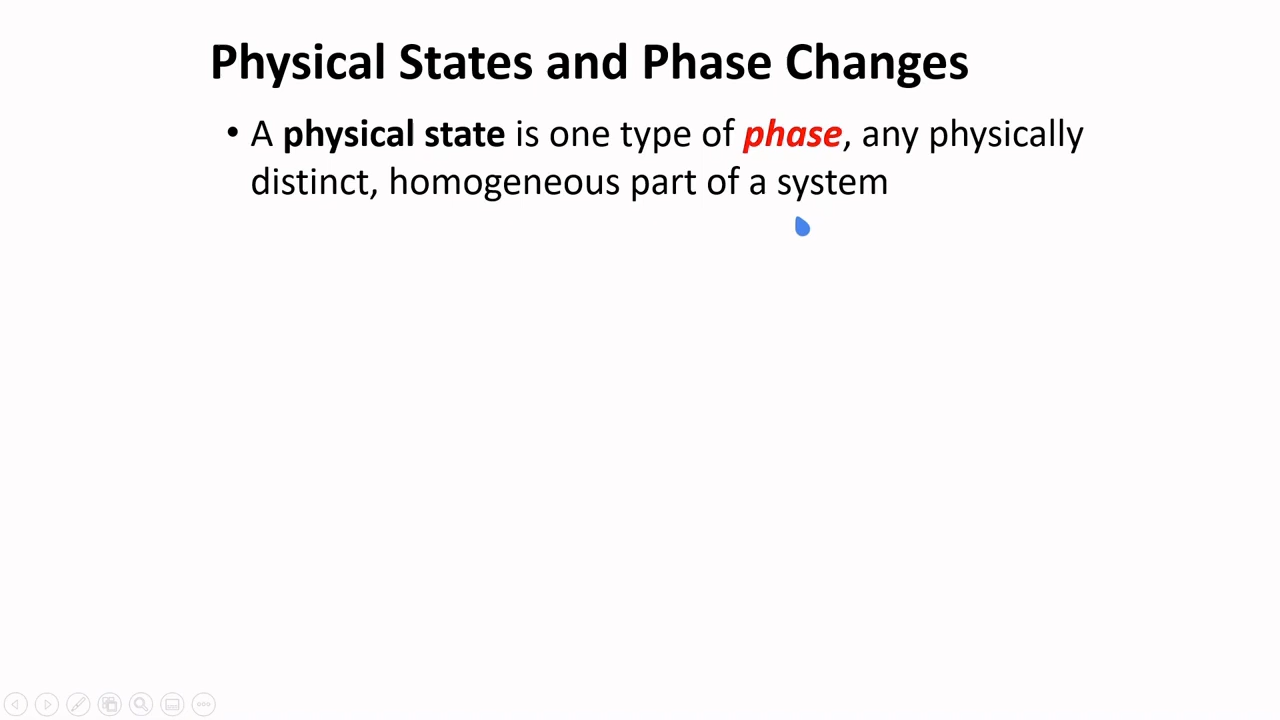 Physical States and Phase Changes
• A physical state is one type of phase, any physically
distinct, homogeneous part of a system